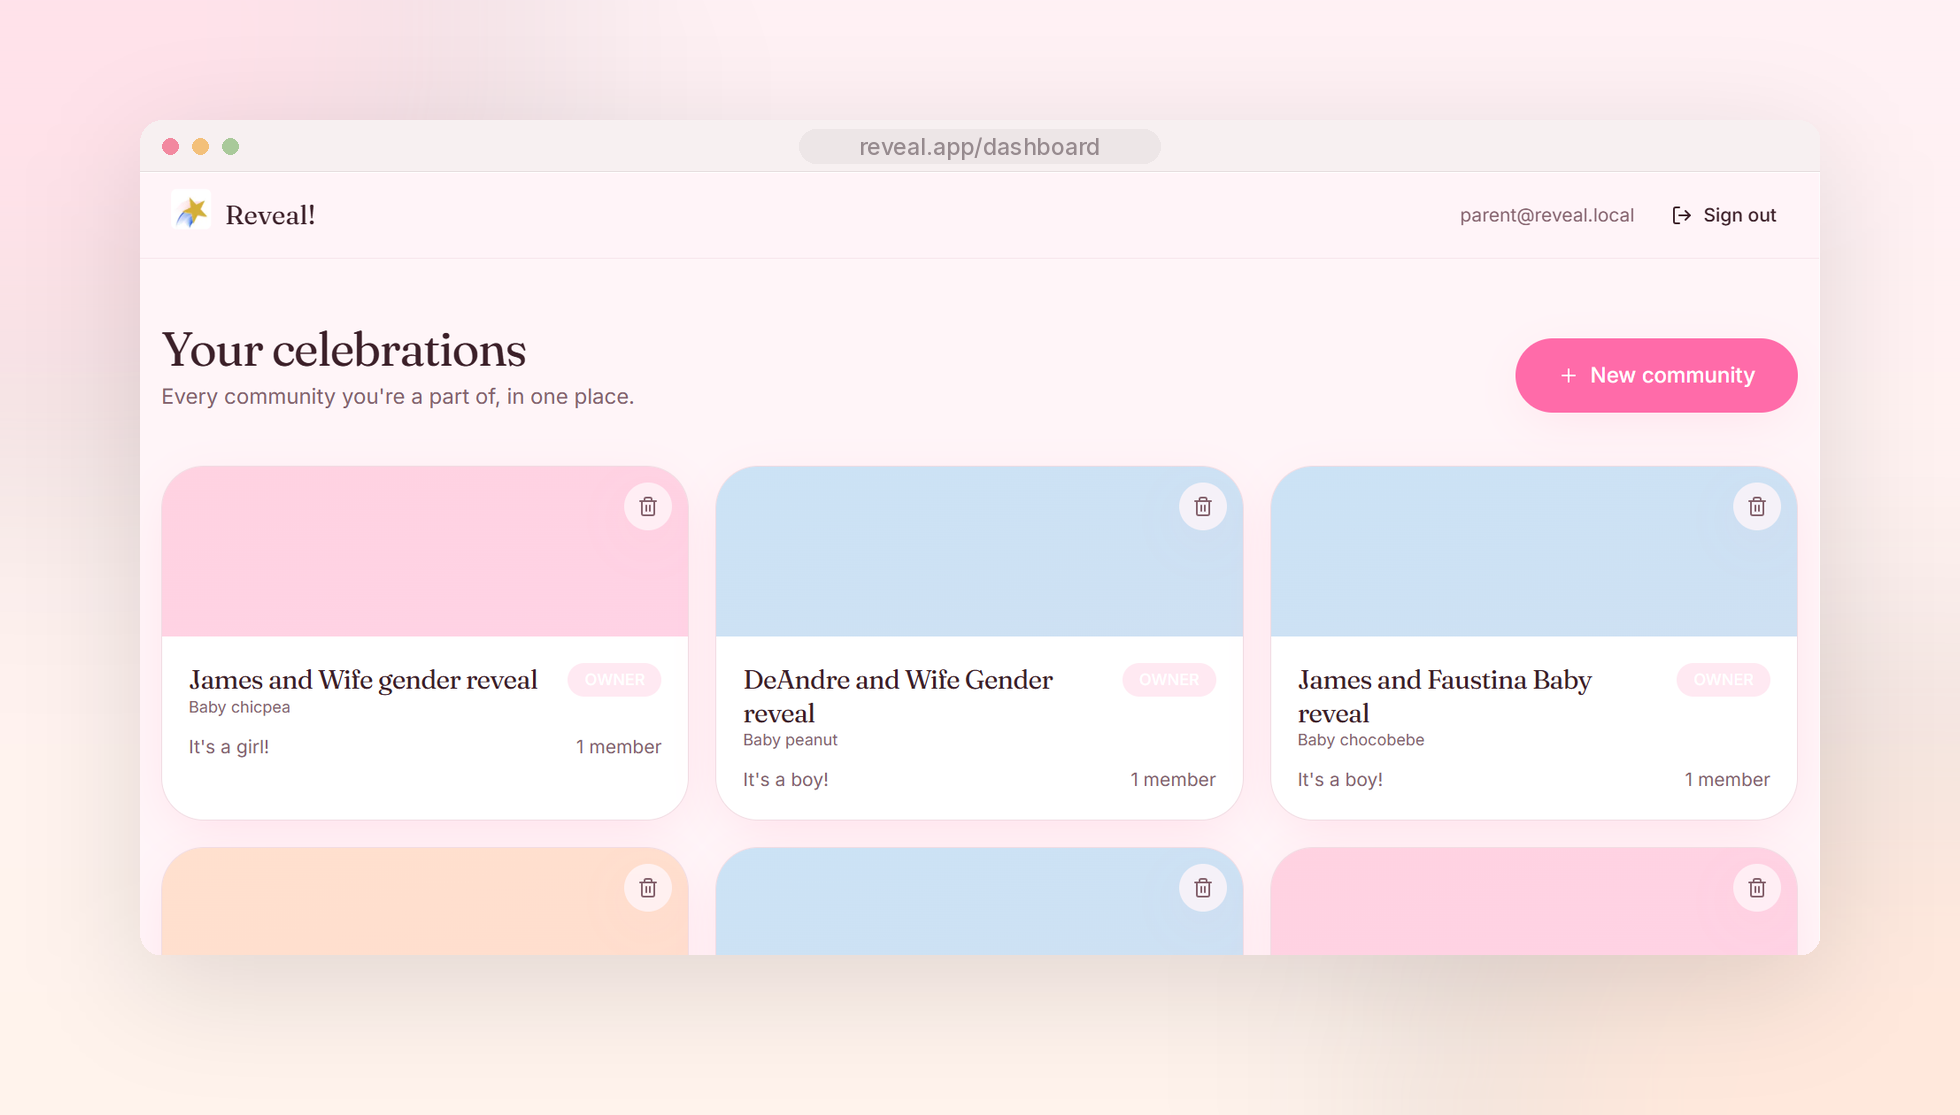 reveal.app/dashboard
Reveal!
parent@reveal.local
Sign out
Your celebrations
Every community you're a part of, in one place.
+ New community
James and Wife gender reveal
OWNER
Baby chicpea
It's a girl!
1 member
DeAndre and Wife Gender
reveal
OWNER
Baby peanut
It's a boy!
1 member
James and Faustina Baby
reveal
OWNER
Baby chocobebe
It's a boy!
1 member